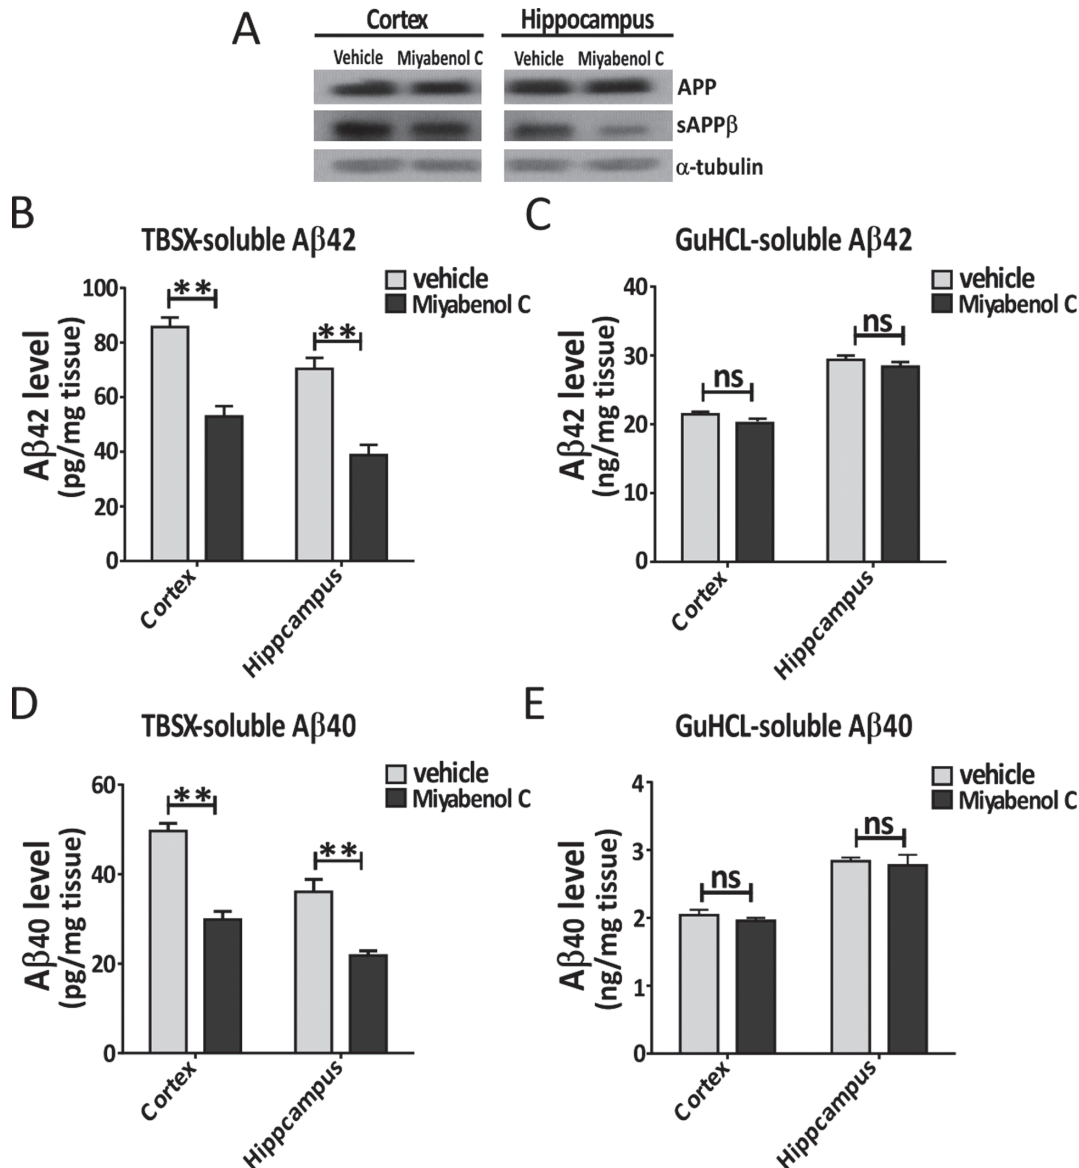 A
Cortex
Hippocampus
Vehicle Miyabenol C
Vehicle Miyabenol C
APP
sAPPβ
α-tubulin
B
TBSX-soluble Aβ42
vehicle
Miyabenol C
Aβ42 level
(pg/mg tissue)
100
80
60
40
20
0
**
**
Cortex
Hippcampus
C
GuHCL-soluble Aβ42
vehicle
Miyabenol C
Aβ42 level
(ng/mg tissue)
40
30
20
10
0
ns
ns
Cortex
Hippcampus
D
TBSX-soluble Aβ40
vehicle
Miyabenol C
Aβ40 level
(pg/mg tissue)
60
40
20
0
**
**
Cortex
Hippcampus
E
GuHCL-soluble Aβ40
vehicle
Miyabenol C
Aβ40 level
(ng/mg tissue)
4
3
2
1
0
ns
ns
Cortex
Hippcampus